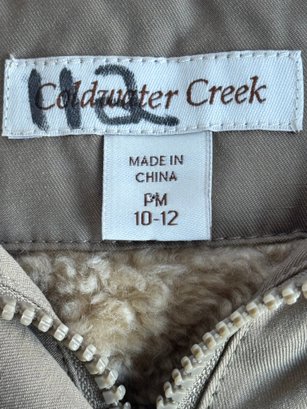 112
Coldwater Creek
MADE IN
CHINA
PM
10-12